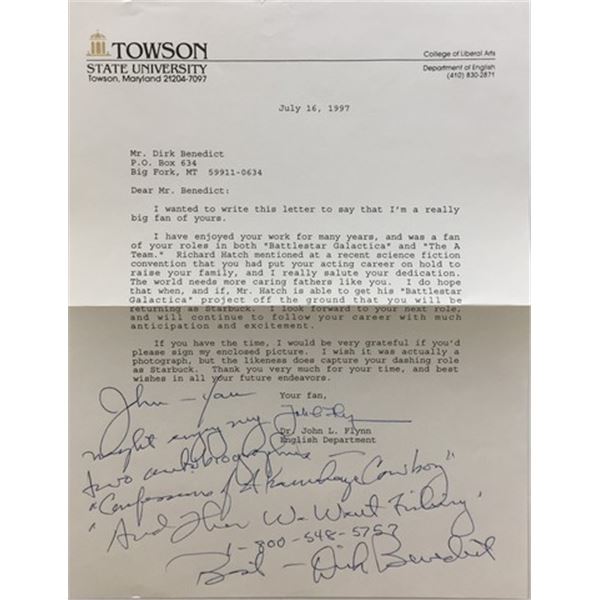 TOWSON
STATE UNIVERSITY
Towson, Maryland 21204-7097
College of Liberal Arts
Department of English
(410) 830-2871
July 16, 1997
Mr. Dirk Benedict
P.O. Box 634
Big Fork, MT 59911-0634
Dear Mr. Benedict:
I wanted to write this letter to say that I'm a really
big fan of yours.
I have enjoyed your work for many years, and was a fan
of your roles in both "Battlestar Galactica" and "The A
Team." Richard Hatch mentioned at a recent science fiction
convention that you had put your acting career on hold to
raise your family, and I really salute your dedication.
The world needs more caring fathers like you. I do hope
that when, and if, Mr. Hatch is able to get his "Battlestar
Galactica" project off the ground that you will be
returning as Starbuck. I look forward to your next role,
and will continue to follow your career with much
anticipation and excitement.
If you have the time, I would be very grateful if you'd
please sign my enclosed picture. I wish it was actually a
photograph, but the likeness does capture your dashing role
as Starbuck. Thank you very much for your time, and best
wishes in all your future endeavors.
Your fan,
Dr. John L. Flynn
English Department
John - You
might enjoy my
two autobiographies
"Confessions of A Kamikaze Cowboy"
"And Then We Went Fishing"
1-800-548-5757
Best - Dirk Benedict